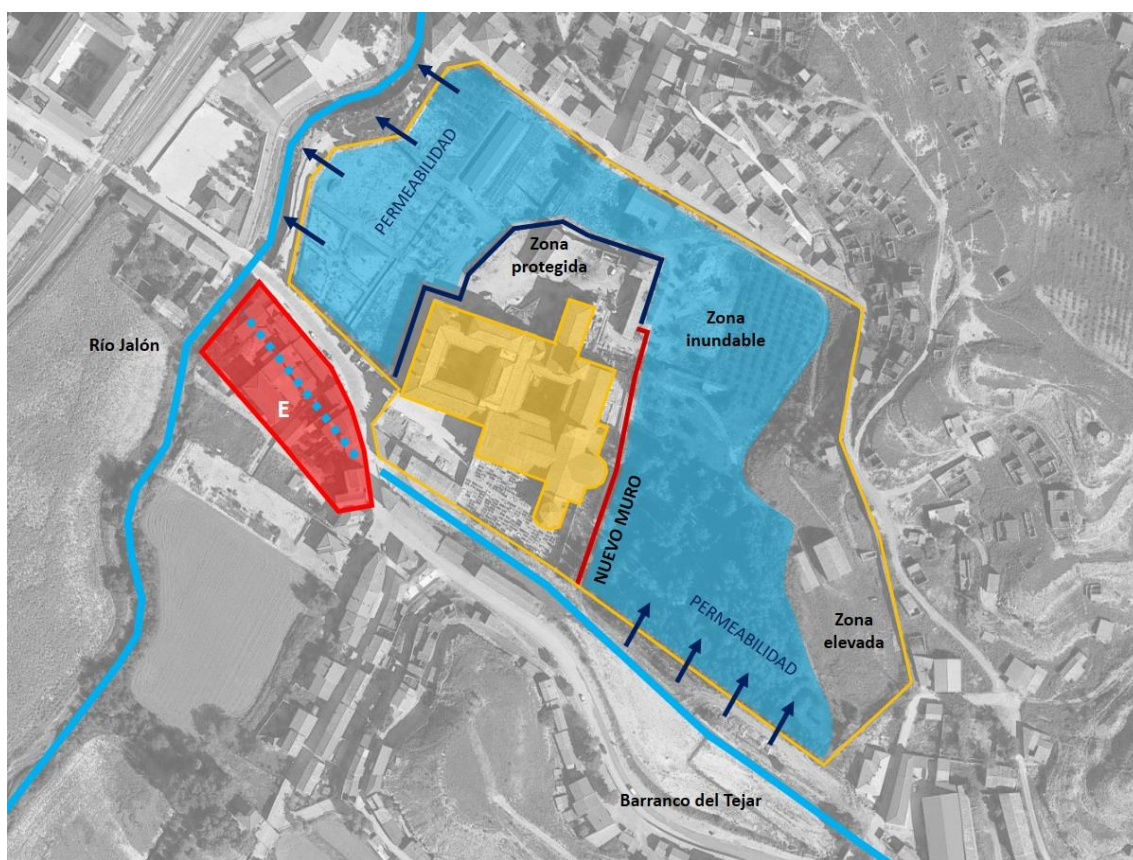 PERMEABILIDAD
Zona
protegida
Zona
inundable
Río Jalón
E
NUEVO MURO
PERMEABILIDAD
Zona
elevada
Barranco del Tejar